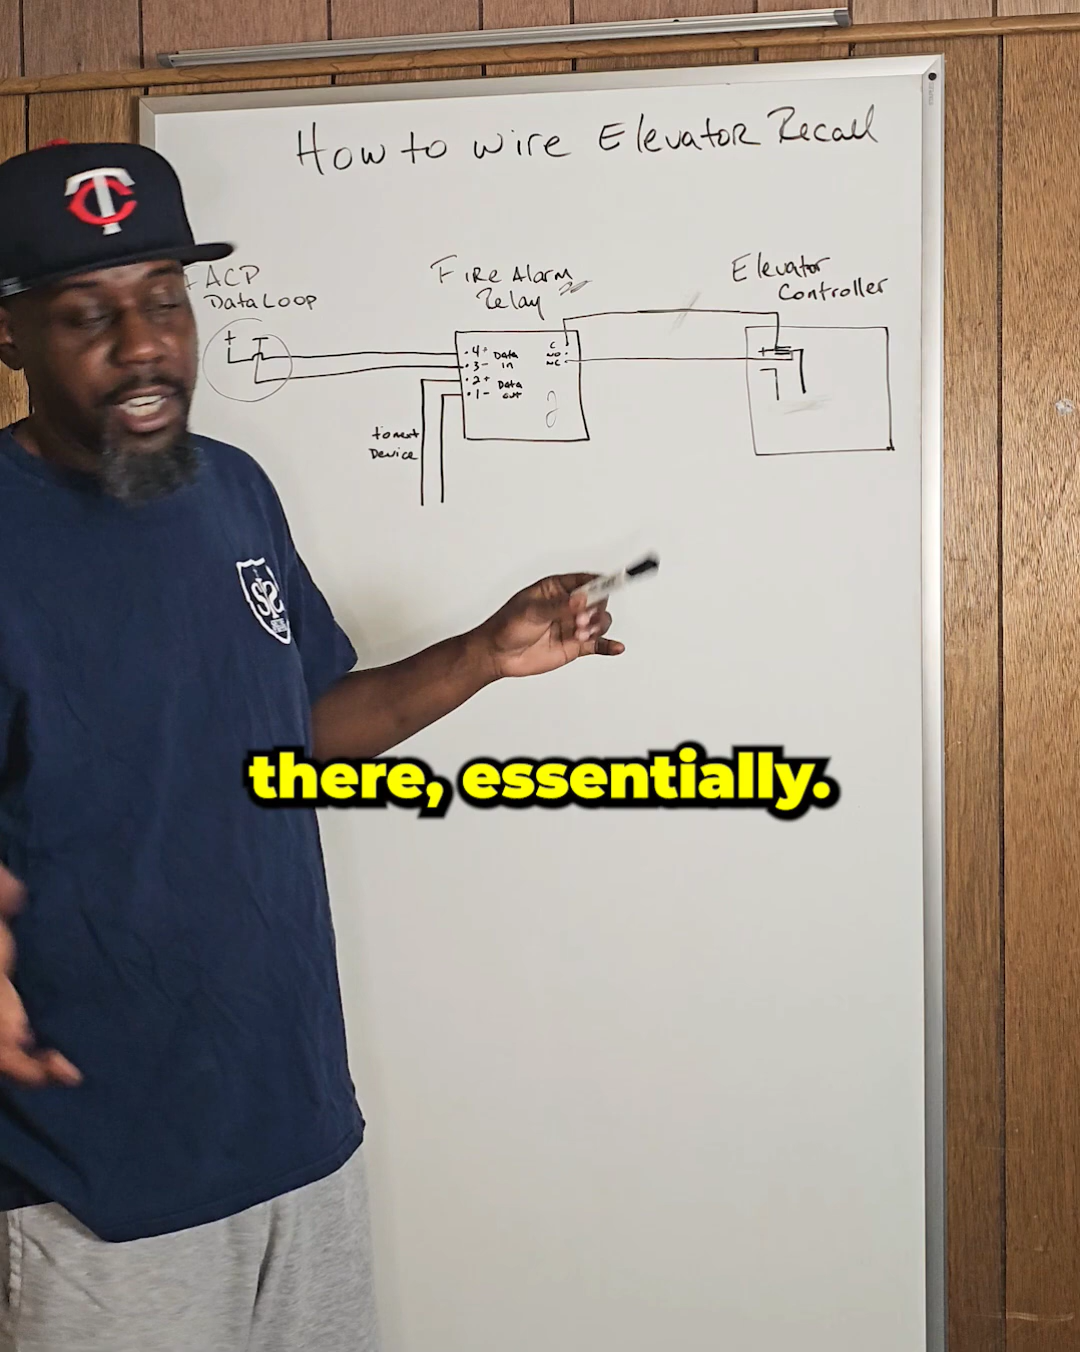 How to wire Elevator Recall
FACP
Data Loop
Fire Alarm
Relay
Elevator
Controller
+
-
. 4+ Data
. 3- in
. 2+ Data
. 1- out
C
NO
NC
2
+
to next
Device
TC
there, essentially.